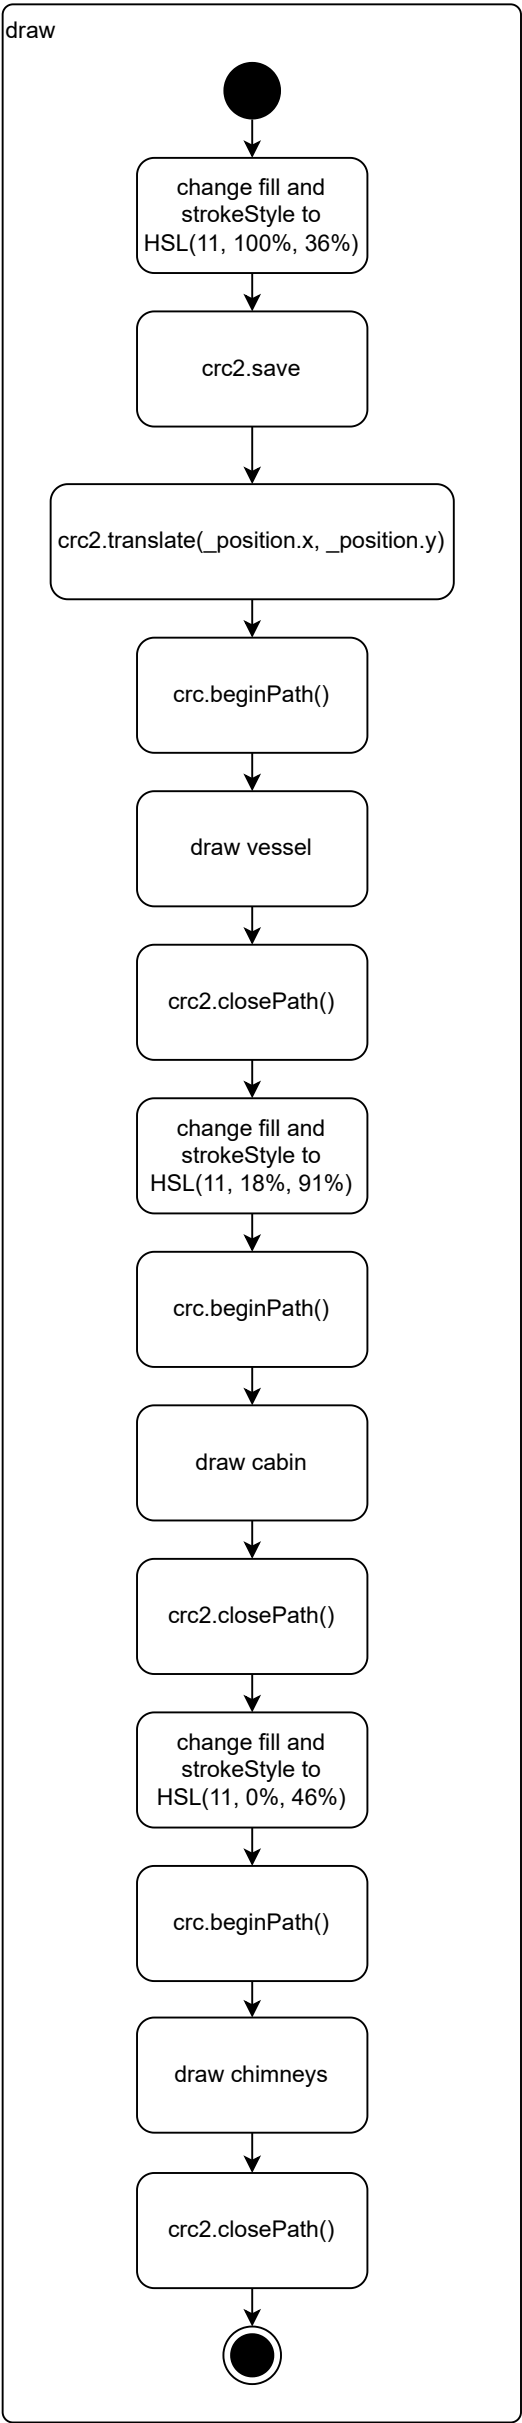 draw
change fill and
strokeStyle to
HSL(11, 100%, 36%)
crc2.save
crc2.translate(_position.x, _position.y)
crc.beginPath()
draw vessel
crc2.closePath()
change fill and
strokeStyle to
HSL(11, 18%, 91%)
crc.beginPath()
draw cabin
crc2.closePath()
change fill and
strokeStyle to
HSL(11, 0%, 46%)
crc.beginPath()
draw chimneys
crc2.closePath()